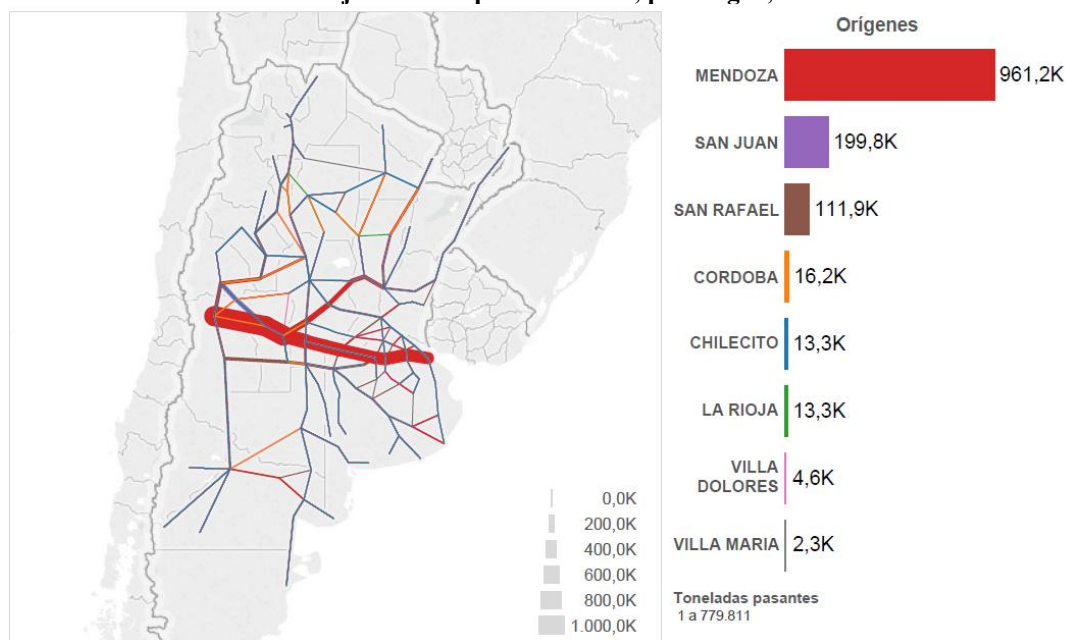 Orígenes
MENDOZA 961,2K
SAN JUAN 199,8K
SAN RAFAEL 111,9K
CORDOBA 16,2K
CHILECITO 13,3K
LA RIOJA 13,3K
VILLA
DOLORES 4,6K
VILLA MARIA 2,3K
0,0K
200,0K
400,0K
600,0K
800,0K
1.000,0K
Toneladas pasantes
1 a 779.811